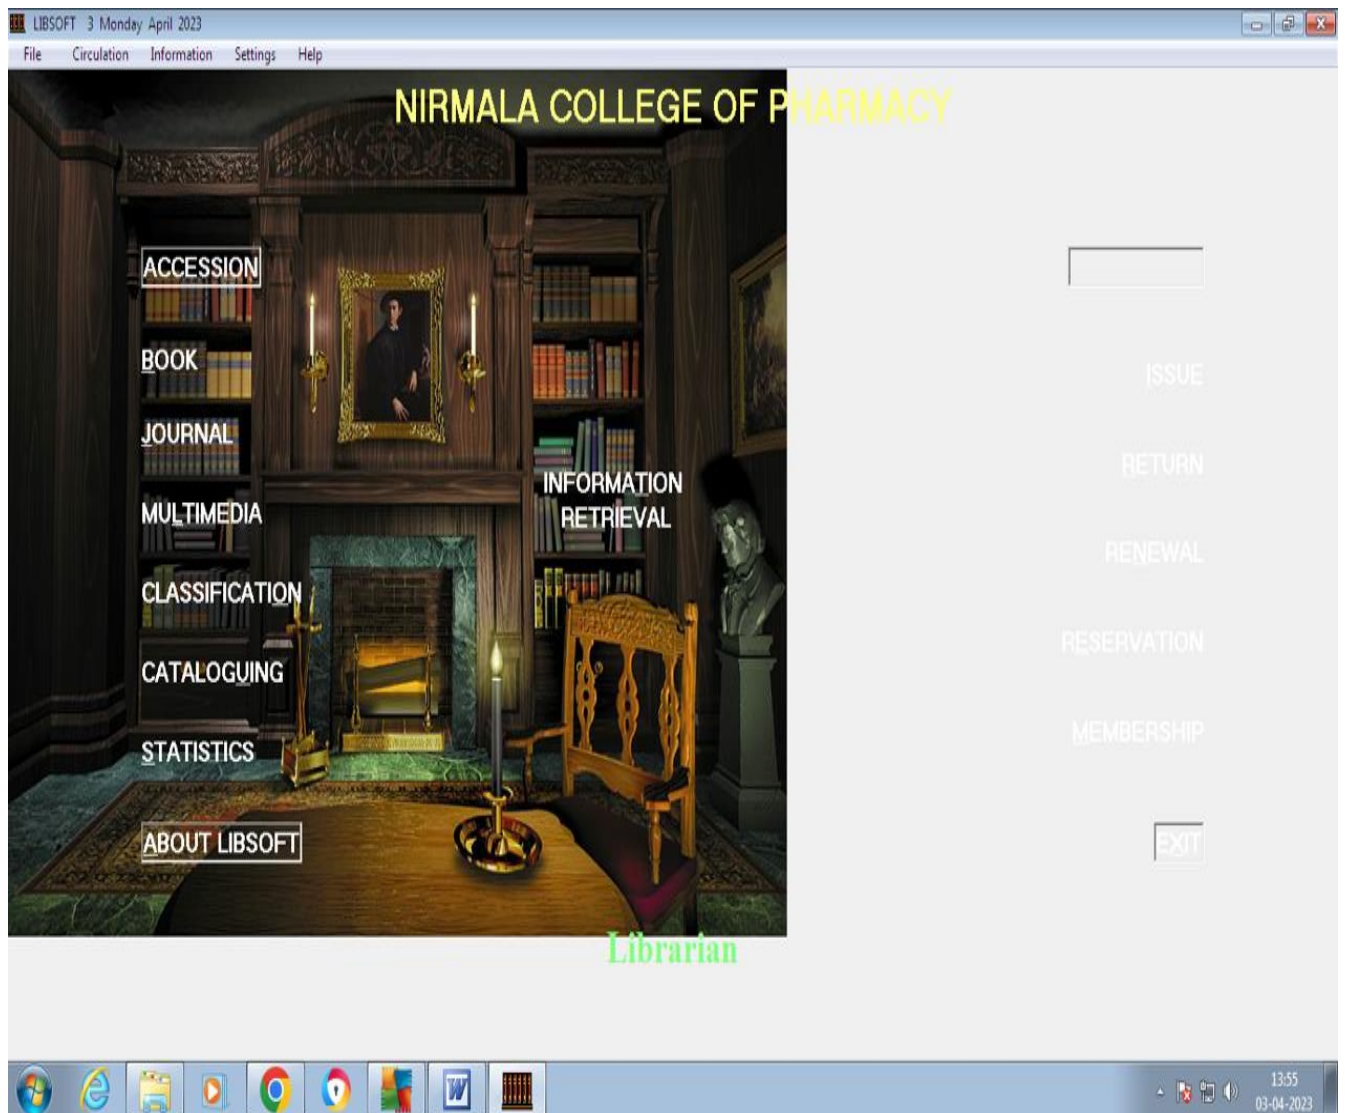 LIBSOFT 3 Monday April 2023
File Circulation Information Settings Help
NIRMALA COLLEGE OF PHARMACY
ACCESSION
BOOK
JOURNAL
MULTIMEDIA
CLASSIFICATION
CATALOGUING
STATISTICS
ABOUT LIBSOFT
INFORMATION
RETRIEVAL
ISSUE
RETURN
RENEWAL
RESERVATION
MEMBERSHIP
EXIT
Librarian
13:55
03-04-2023